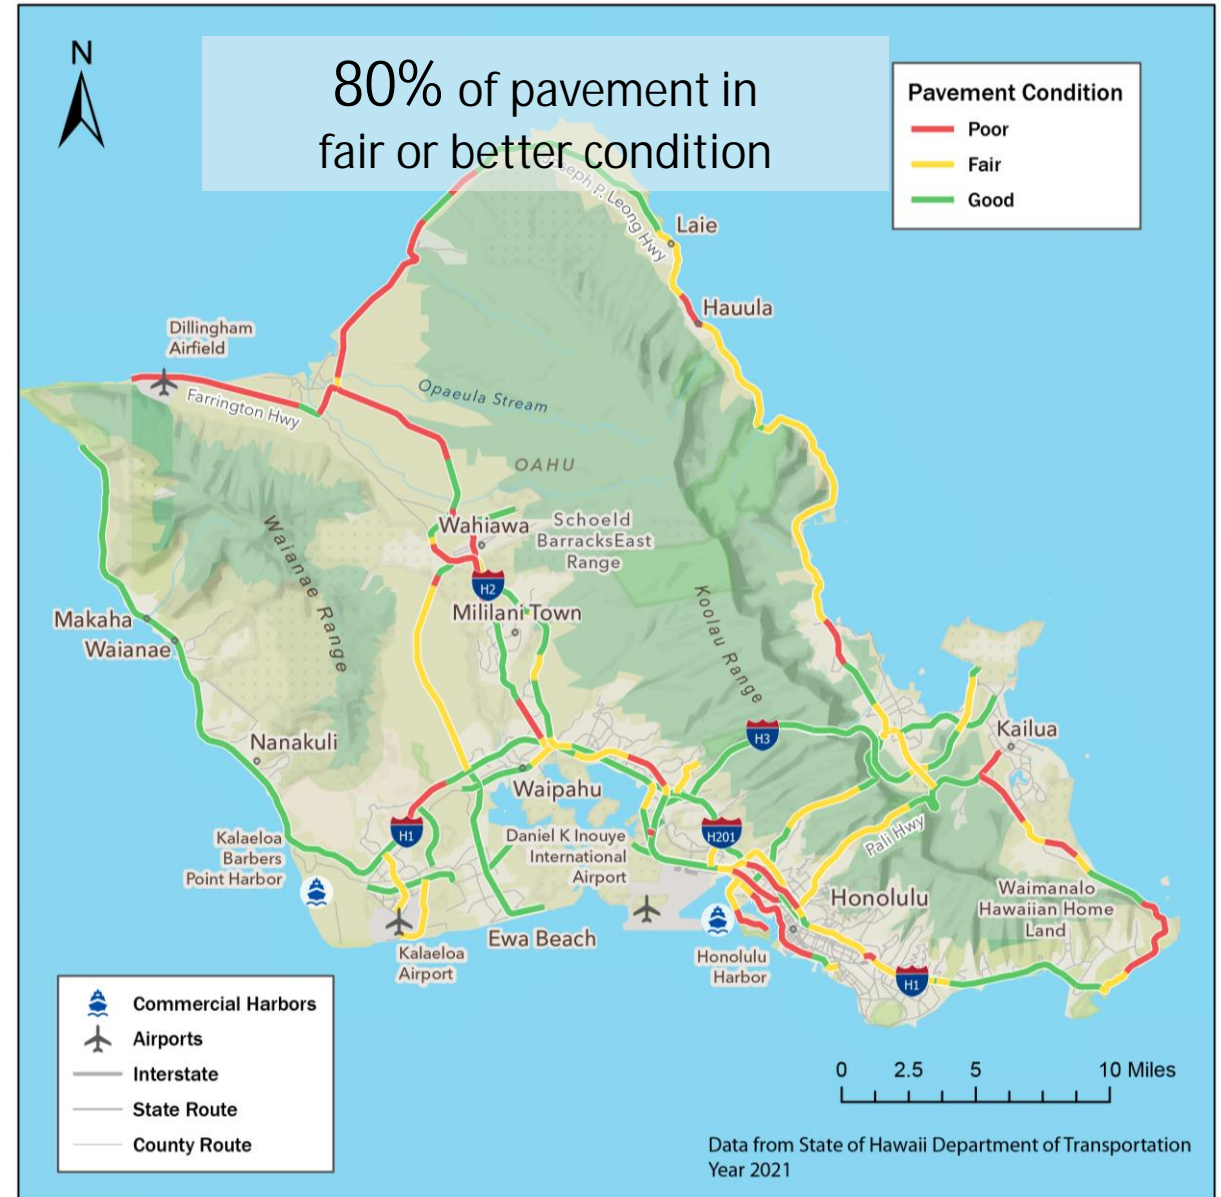 N
80% of pavement in
fair or better condition
Pavement Condition
Poor
Fair
Good
seph P. Leong Hwy
Laie
Hauula
Dillingham
Airfield
Farrington Hwy
Opaeula Stream
OAHU
Wahiawa
Schoeld
BarracksEast
Range
Waianae Range
H2
Mililani Town
Koolau Range
Makaha
Waianae
H3
Kailua
Nanakuli
Waipahu
H1
H201
Pali Hwy
Kalaeloa
Barbers
Point Harbor
Daniel K Inouye
International
Airport
Honolulu
Waimanalo
Hawaiian Home
Land
Ewa Beach
Kalaeloa
Airport
Honolulu
Harbor
H1
Commercial Harbors
Airports
Interstate
State Route
County Route
0 2.5 5 10 Miles
Data from State of Hawaii Department of Transportation
Year 2021